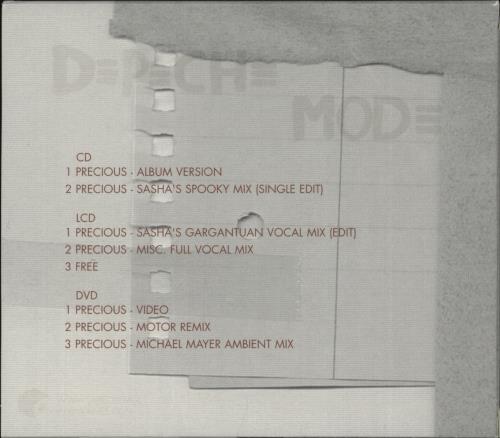 DEPECHE
MODE
CD
1 PRECIOUS - ALBUM VERSION
2 PRECIOUS - SASHA'S SPOOKY MIX (SINGLE EDIT)
LCD
1 PRECIOUS - SASHA'S GARGANTUAN VOCAL MIX (EDIT)
2 PRECIOUS - MISC. FULL VOCAL MIX
3 FREE
DVD
1 PRECIOUS - VIDEO
2 PRECIOUS - MOTOR REMIX
3 PRECIOUS - MICHAEL MAYER AMBIENT MIX